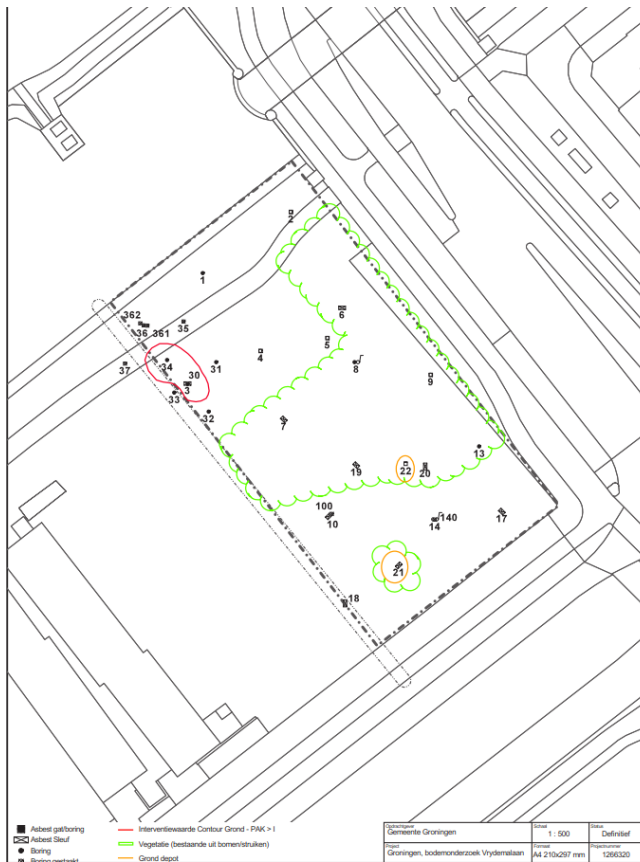 2
1
6
362
36 361
35
5
4
37
34
31
8
30
3
9
33
32
7
13
19
22
20
100
10
14
140
17
21
18
Asbest gat/boring
Asbest Sleuf
Boring
Boring gestaakt
Interventiewaarde Contour Grond - PAK > I
Vegetatie (bestaande uit bomen/struiken)
Grond depot
Opdrachtgever
Gemeente Groningen
Schaal
1 : 500
Status
Definitief
Project
Groningen, bodemonderzoek Vrydemalaan
Formaat
A4 210x297 mm
Projectnummer
1266320